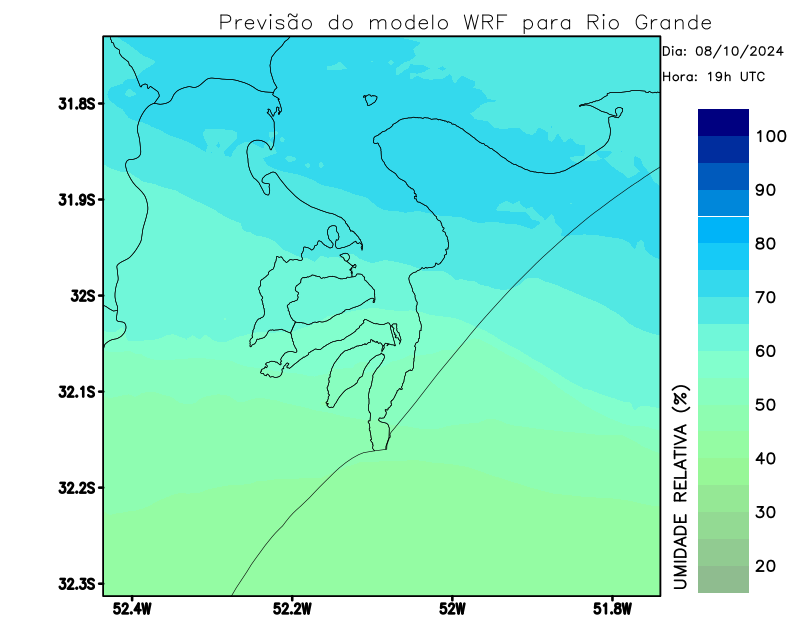 Previsão do modelo WRF para Rio Grande
Dia: 08/10/2024
Hora: 19h UTC
31.8S
31.9S
32S
32.1S
32.2S
32.3S
52.4W
52.2W
52W
51.8W
UMIDADE RELATIVA (%)
100
90
80
70
60
50
40
30
20